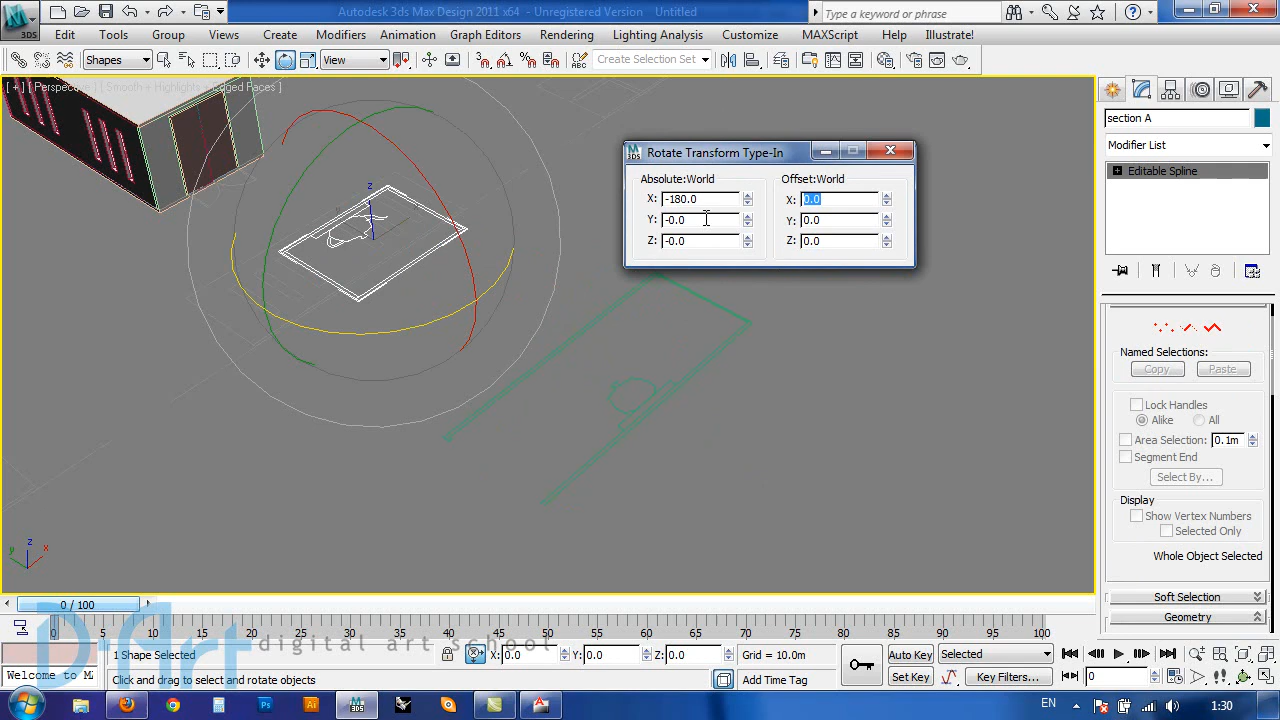 Autodesk 3ds Max Design 2011 x64 - Unregistered Version Untitled
Type a keyword or phrase
3DS
Edit Tools Group Views Create Modifiers Animation Graph Editors Rendering Lighting Analysis Customize MAXScript Help Illustrate!
Shapes View Create Selection Set
[ + ] [ Perspective ] [ Smooth + Highlights + Edged Faces ]
section A
Modifier List
Editable Spline
Rotate Transform Type-In
Absolute:World Offset:World
X: -180.0 X: 0.0
Y: -0.0 Y: 0.0
Z: -0.0 Z: 0.0
z
z
y x
Named Selections:
Copy Paste
Lock Handles
Alike All
Area Selection: 0.1m
Segment End
Select By...
Display
Show Vertex Numbers
Selected Only
Whole Object Selected
Soft Selection
Geometry
0 / 100
0 5 10 15 20 25 30 35 40 45 50 55 60 65 70 75 80 85 90 95 100
D-Art digital art school
1 Shape Selected X: 0.0 Y: 0.0 Z: 0.0 Grid = 10.0m Auto Key Selected
Welcome to M Click and drag to select and rotate objects Add Time Tag Set Key Key Filters... 0
EN 1:30